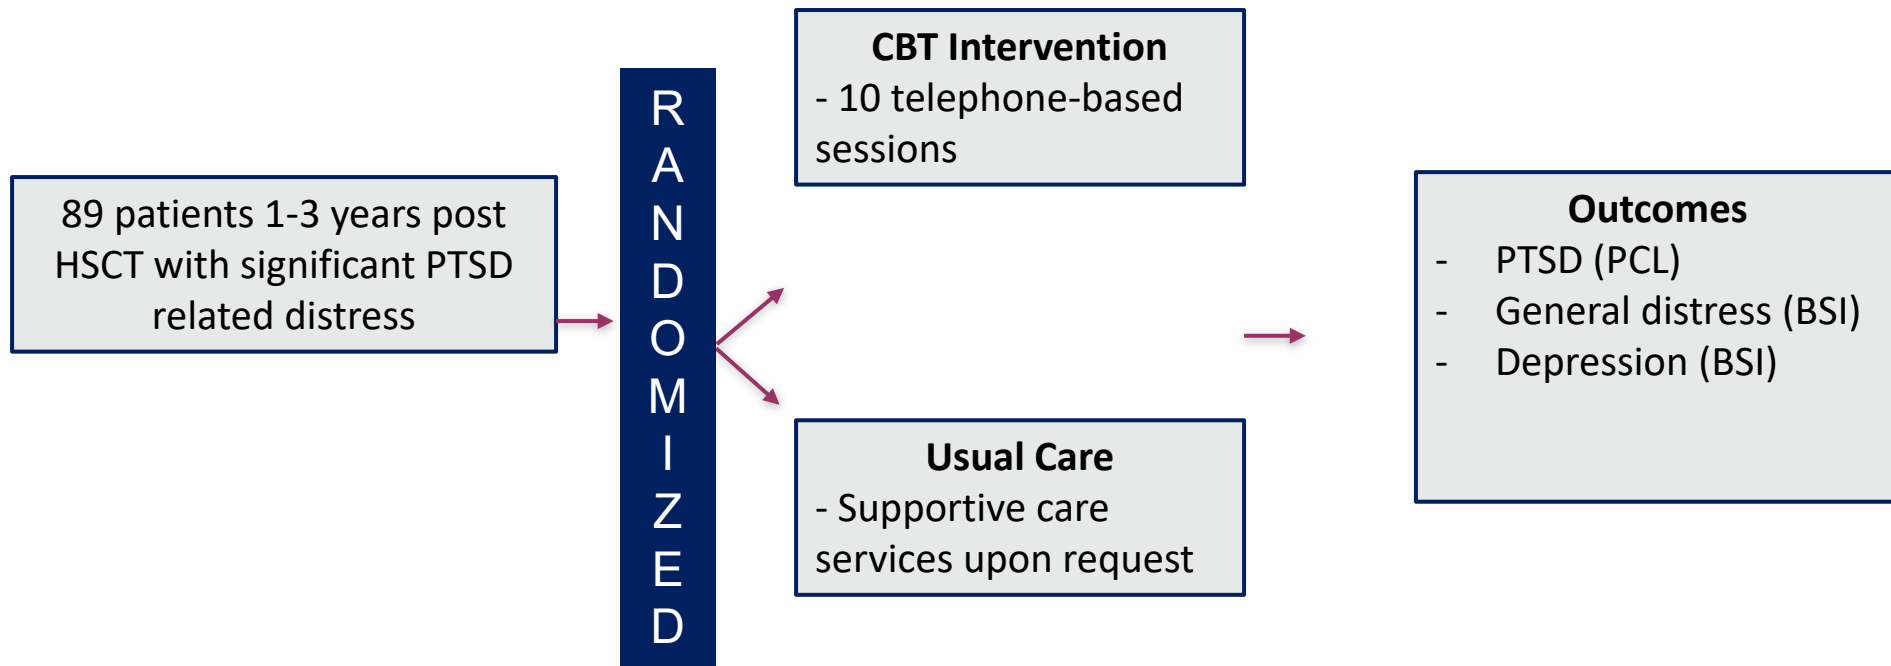 89 patients 1-3 years post
HSCT with significant PTSD
related distress
R
A
N
D
O
M
I
Z
E
D
CBT Intervention
- 10 telephone-based
sessions
Usual Care
- Supportive care
services upon request
Outcomes
- PTSD (PCL)
- General distress (BSI)
- Depression (BSI)